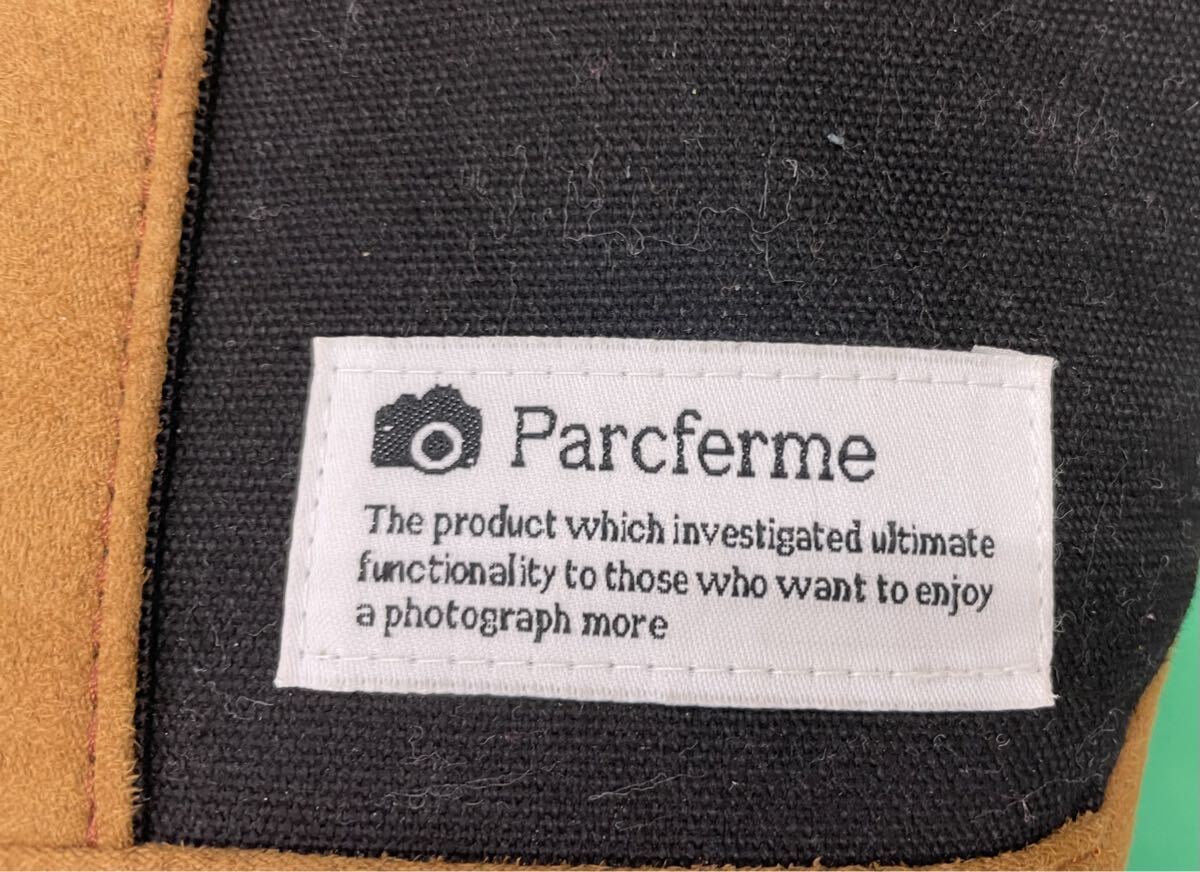 Parcferme
The product which investigated ultimate
functionality to those who want to enjoy
a photograph more